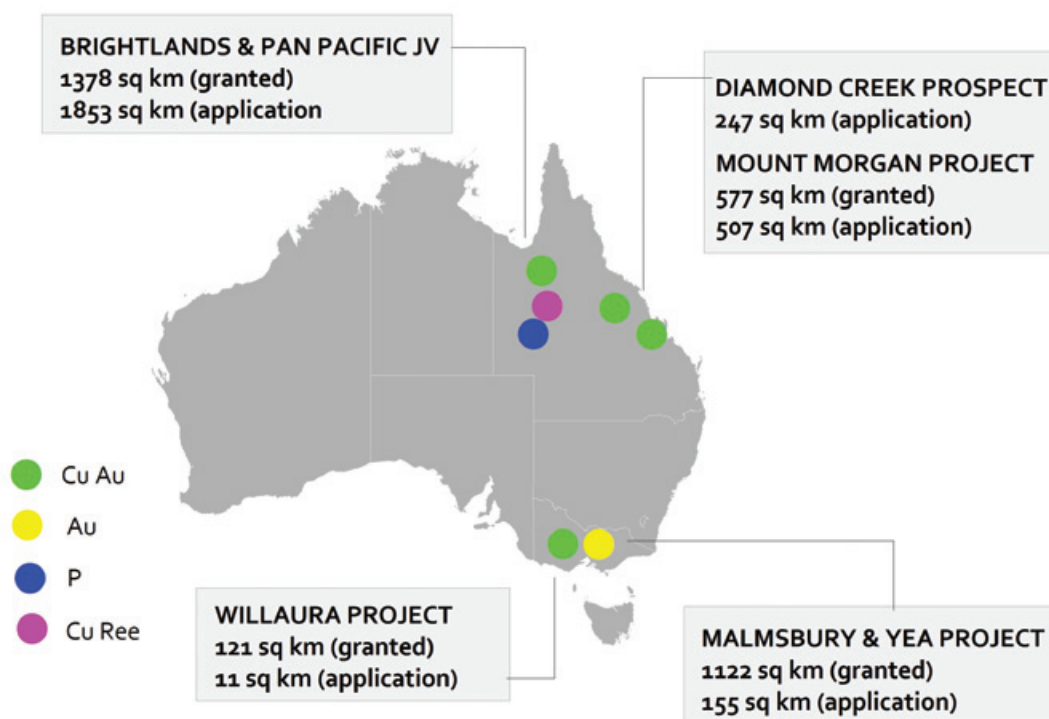 BRIGHTLANDS & PAN PACIFIC JV
1378 sq km (granted)
1853 sq km (application
DIAMOND CREEK PROSPECT
247 sq km (application)
MOUNT MORGAN PROJECT
577 sq km (granted)
507 sq km (application)
Cu Au
Au
P
Cu Ree
WILLAURA PROJECT
121 sq km (granted)
11 sq km (application)
MALMSBURY & YEA PROJECT
1122 sq km (granted)
155 sq km (application)